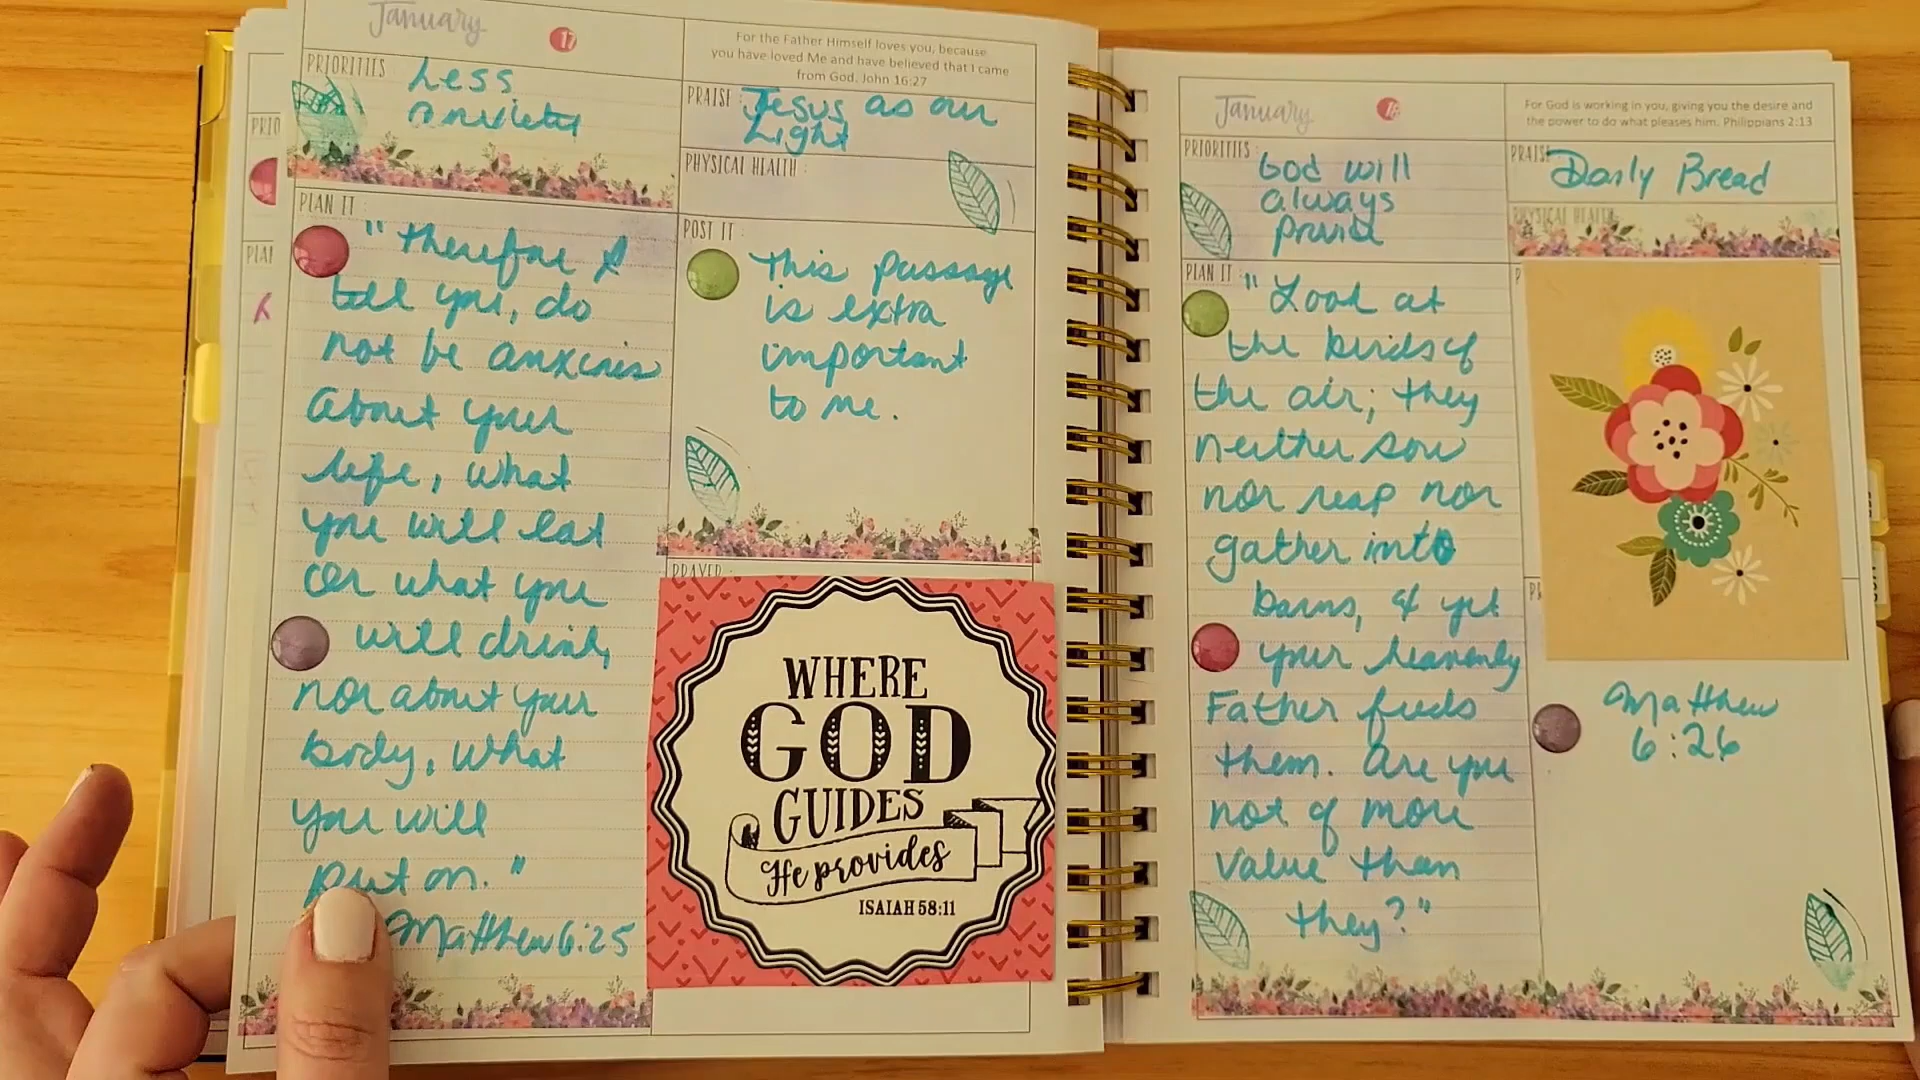 January 17
For the Father Himself loves you, because
you have loved Me and have believed that I came
from God. John 16:27
PRIORITIES
Less
anxiety
PRAISE :
Jesus as our
Light
PHYSICAL HEALTH :
PLAN IT :
"Therefore I
tell you, do
not be anxious
about your
life, what
you will eat
or what you
will drink,
nor about your
body, what
you will
put on."
Matthew 6:25
POST IT :
This passage
is extra
important
to me.
PRAYER :
WHERE
GOD
GUIDES
He provides
ISAIAH 58:11
PRIO
PLAN
January 18
For God is working in you, giving you the desire and
the power to do what pleases him. Philippians 2:13
PRIORITIES :
God will
always
provide
PRAISE
Daily Bread
PHYSICAL HEALTH
PLAN IT :
"Look at
the birds of
the air; they
neither sow
nor reap nor
gather into
barns, & yet
your heavenly
Father feeds
them. Are you
not of more
value than
they?"
P
PR
Matthew
6:26